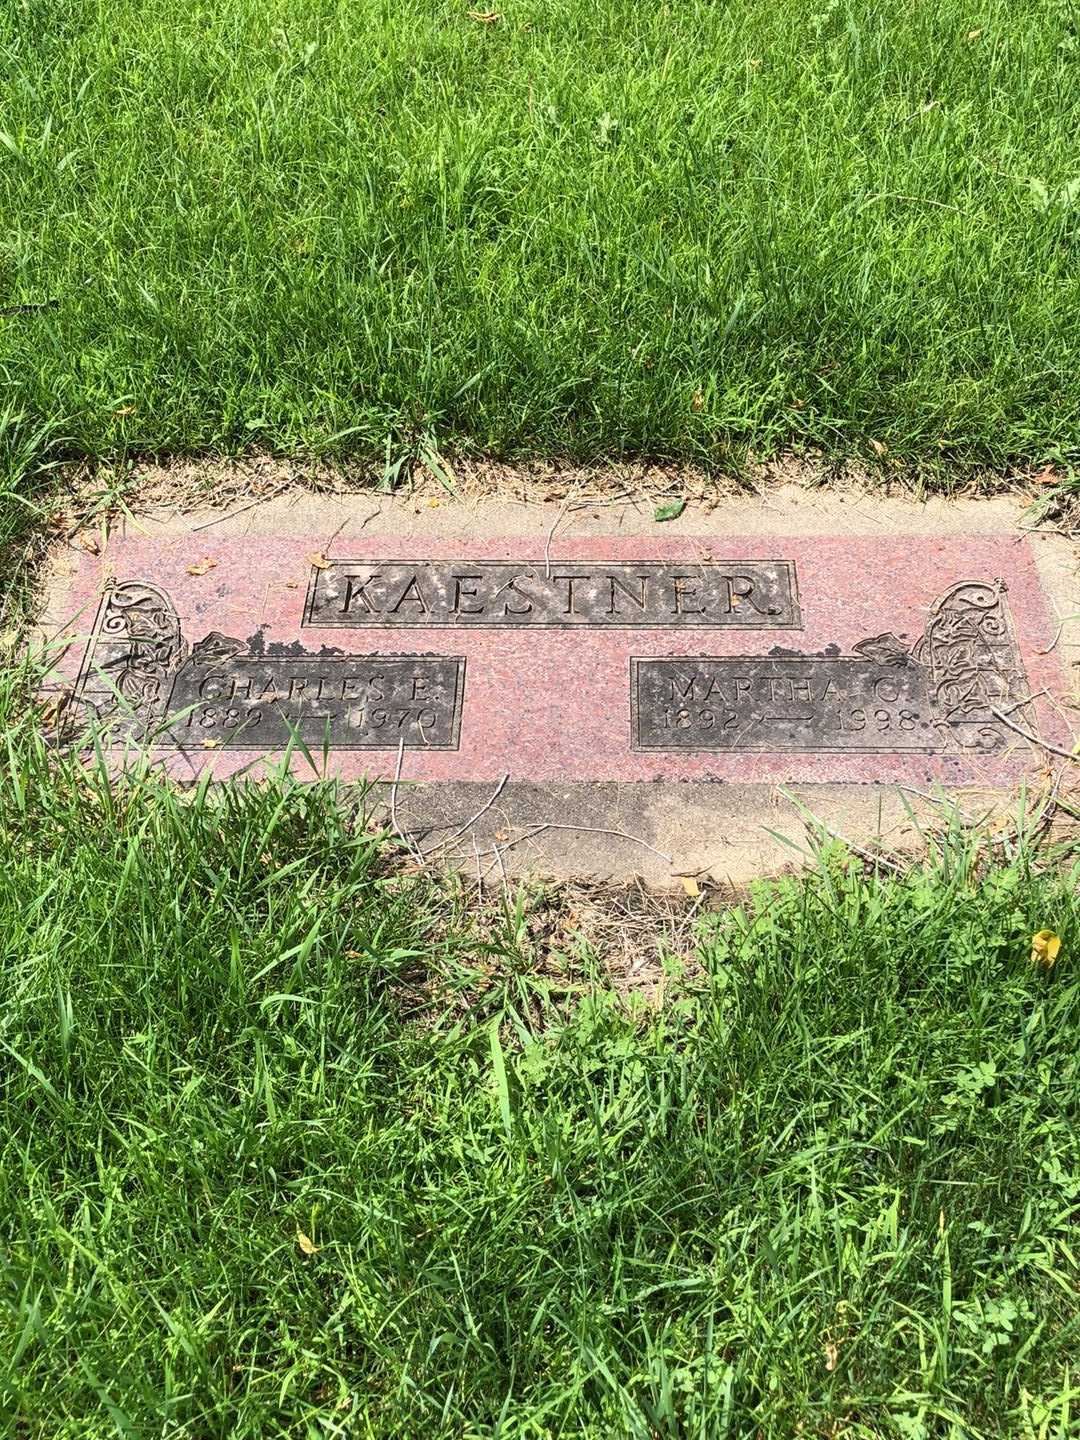 KAESTNER
CHARLES E.
1889 — 1970
MARTHA C.
1892 — 1998